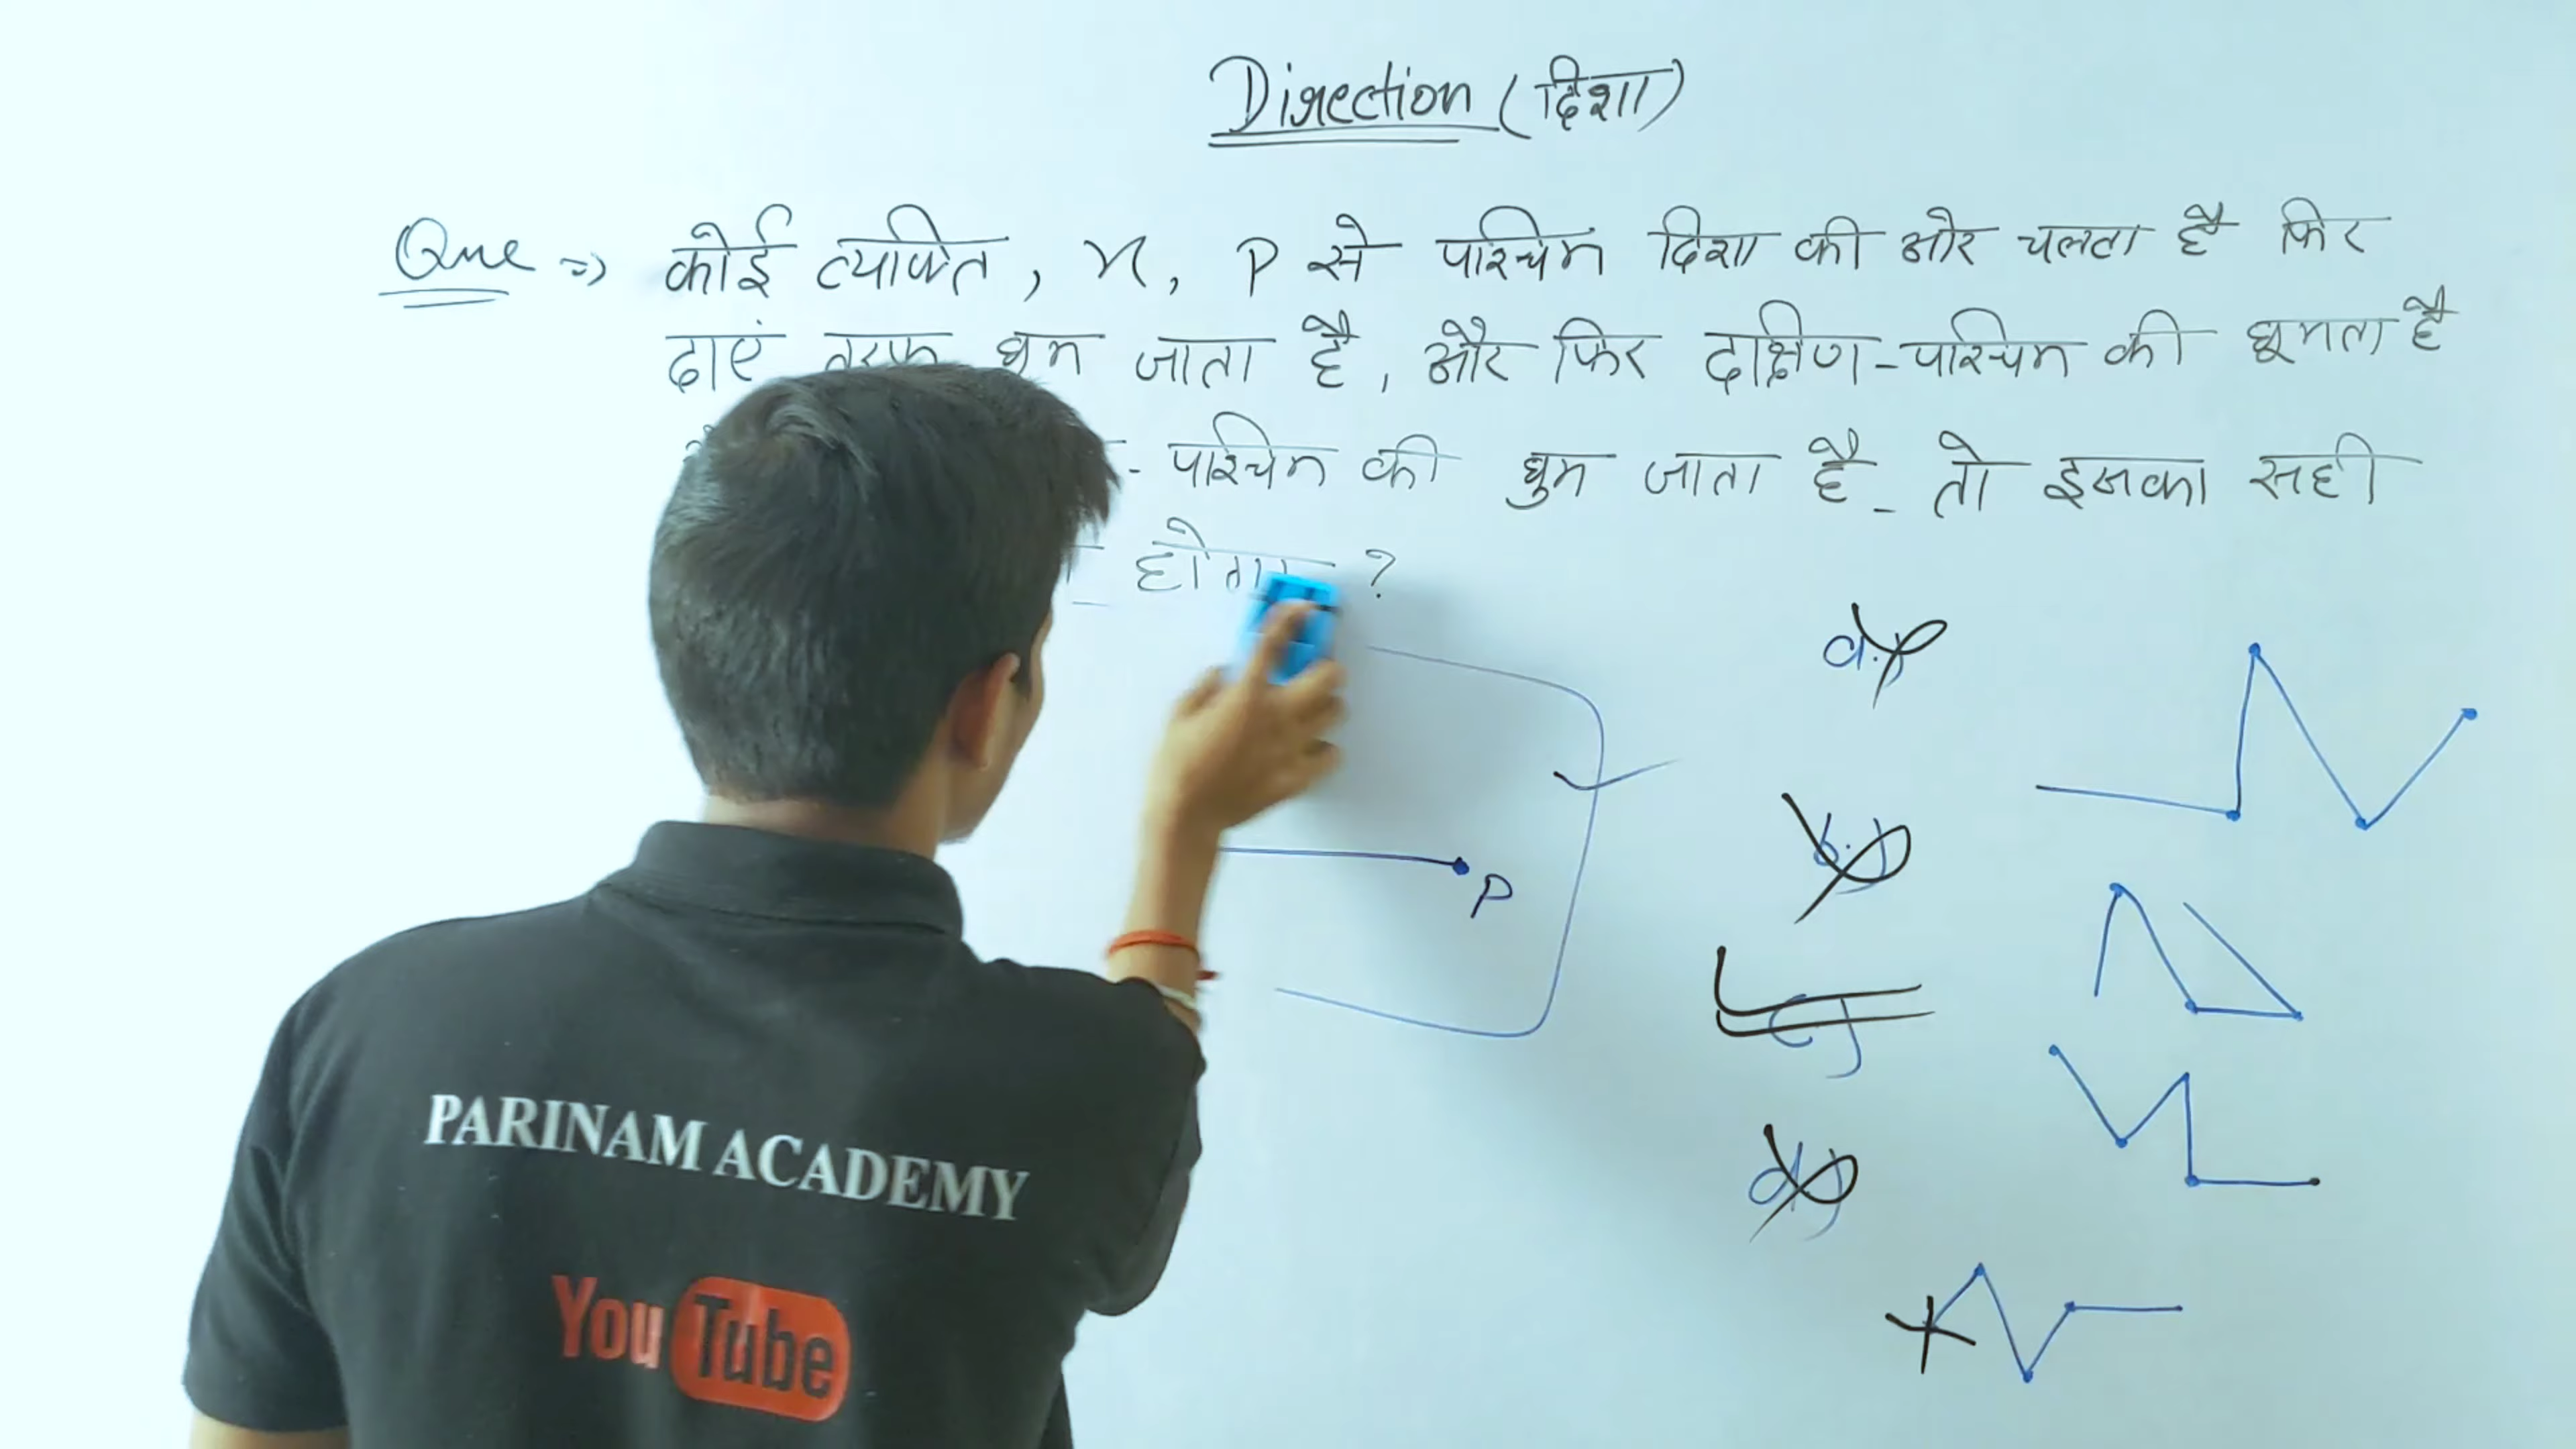 Direction (दिशा)
Que => कोई व्यक्ति, x, P से पश्चिम दिशा की ओर चलता है फिर
दाएं तरफ घुम जाता है, और फिर दक्षिण-पश्चिम की घूमता है
- पश्चिम की घुम जाता है - तो इसका सही
होगा ?
a.)
b.)
P
c)
d)
PARINAM ACADEMY
YouTube